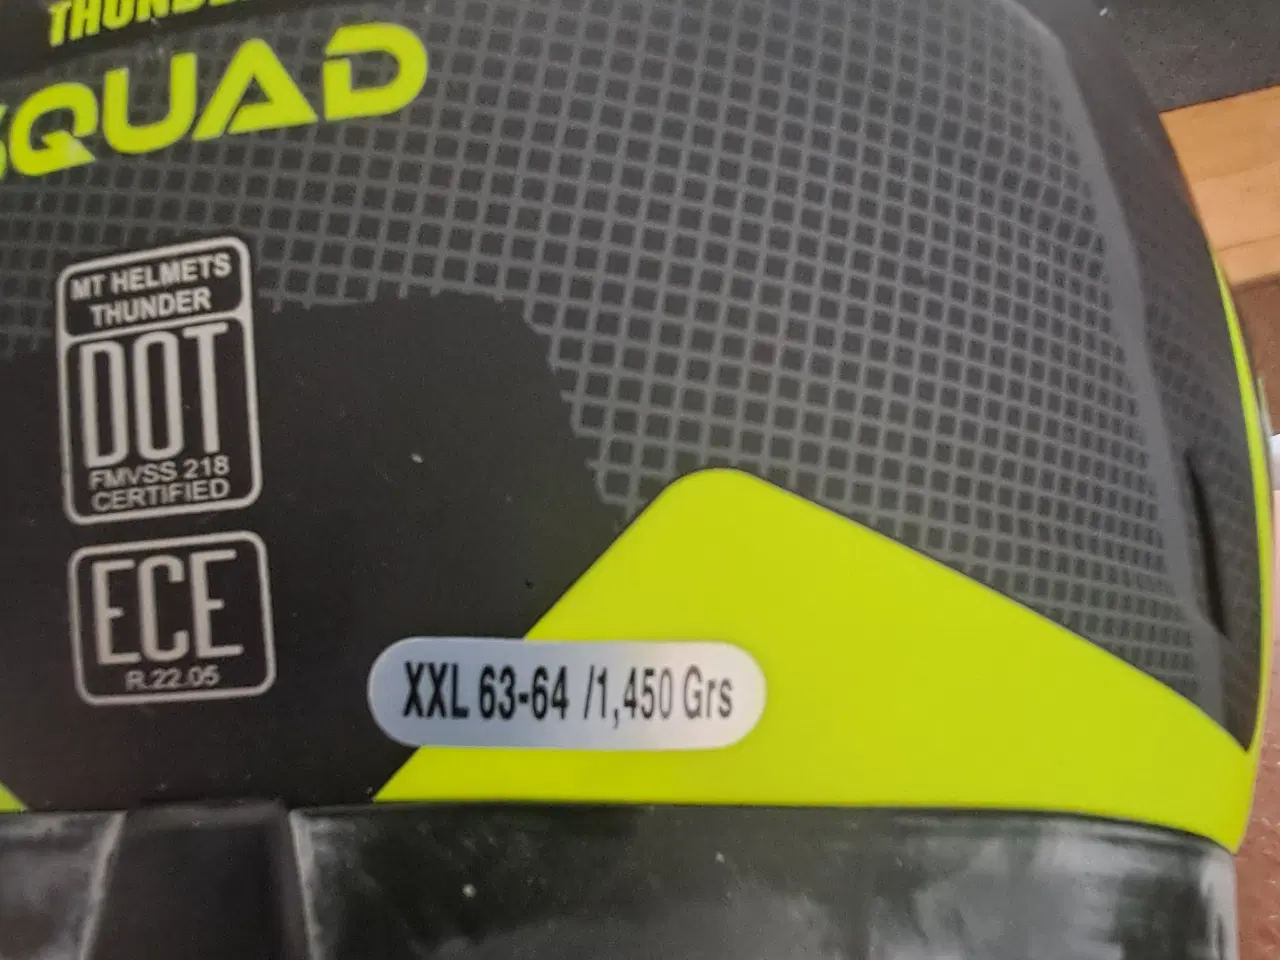 SQUAD
MT HELMETS
THUNDER
DOT
FMVSS 218
CERTIFIED
ECE
R.22.05
XXL 63-64 /1,450 Grs